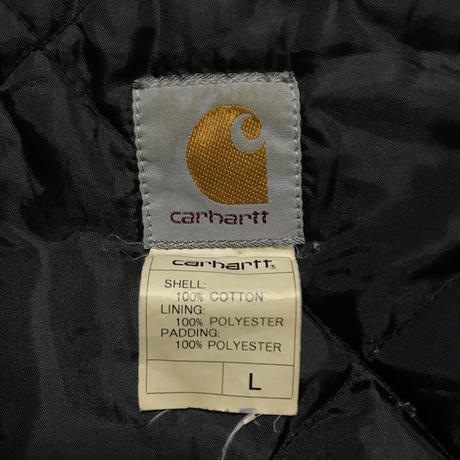 carhartt
carhartt.
SHELL:
100% COTTON
LINING:
100% POLYESTER
PADDING:
100% POLYESTER
L